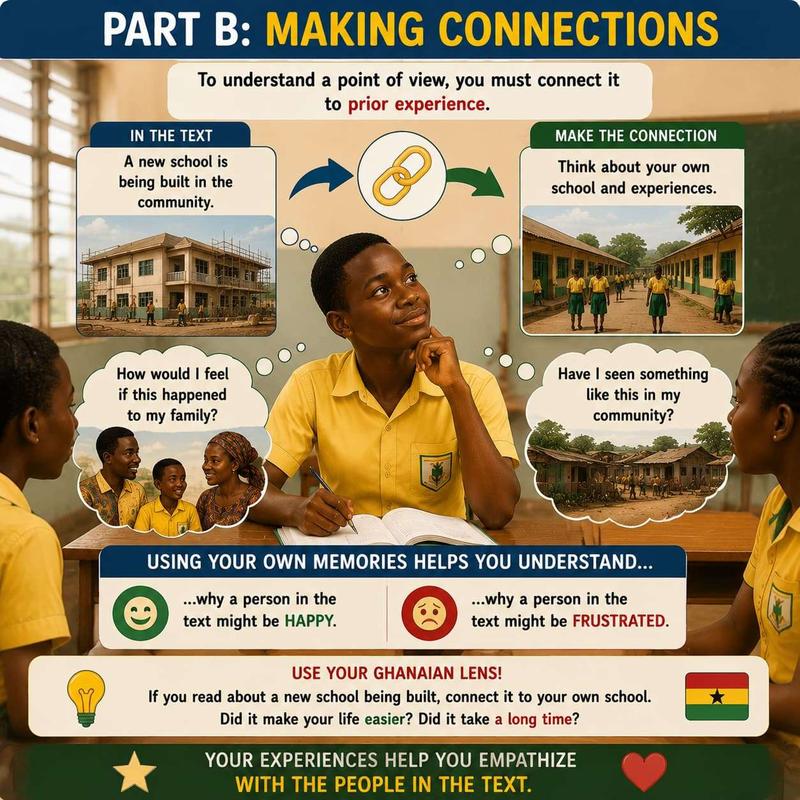 PART B: MAKING CONNECTIONS
To understand a point of view, you must connect it
to prior experience.
IN THE TEXT
A new school is
being built in the
community.
MAKE THE CONNECTION
Think about your own
school and experiences.
How would I feel
if this happened
to my family?
Have I seen something
like this in my
community?
USING YOUR OWN MEMORIES HELPS YOU UNDERSTAND...
...why a person in the
text might be HAPPY.
...why a person in the
text might be FRUSTRATED.
USE YOUR GHANAIAN LENS!
If you read about a new school being built, connect it to your own school.
Did it make your life easier? Did it take a long time?
YOUR EXPERIENCES HELP YOU EMPATHIZE
WITH THE PEOPLE IN THE TEXT.